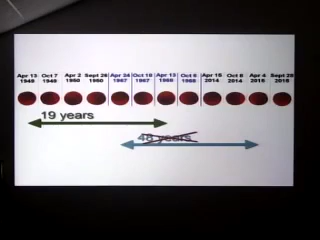 Apr 13 Oct 7 Apr 2 Sept 26 Apr 24 Oct 18 Apr 13 Oct 6 Apr 15 Oct 8 Apr 4 Sept 28
1949 1949 1950 1950 1967 1967 1968 1968 2014 2014 2015 2015
19 years
48 years